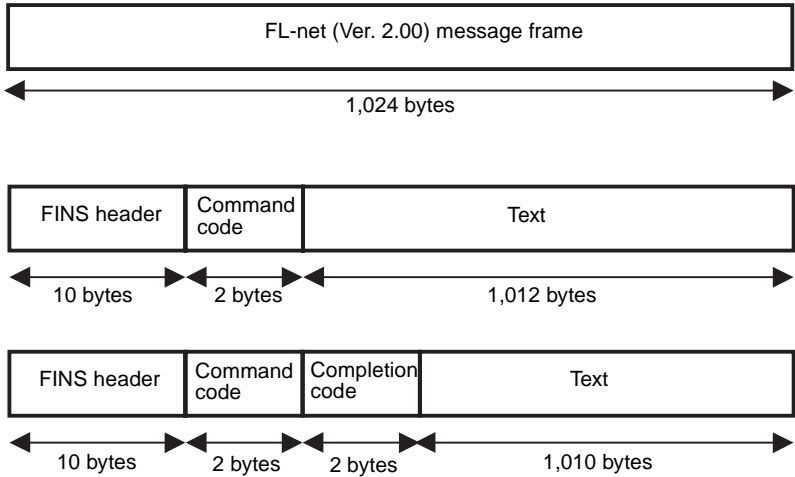 FL-net (Ver. 2.00) message frame
1,024 bytes
FINS header
Command
code
Text
10 bytes
2 bytes
1,012 bytes
FINS header
Command
code
Completion
code
Text
10 bytes
2 bytes
2 bytes
1,010 bytes